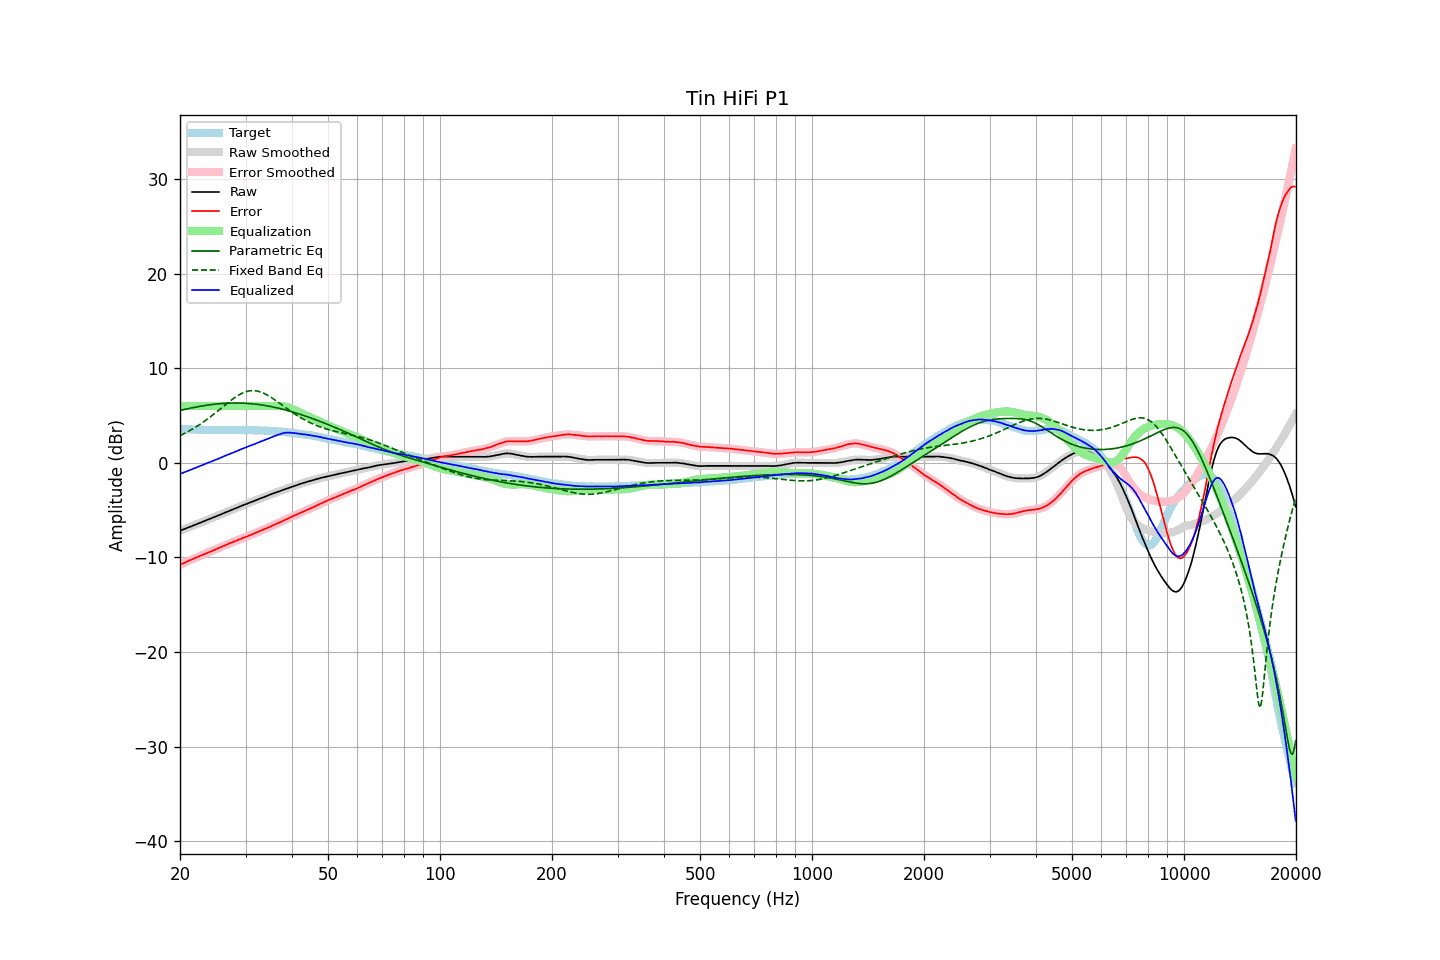 Tin HiFi P1
Target
Raw Smoothed
Error Smoothed
Raw
Error
Equalization
Parametric Eq
Fixed Band Eq
Equalized
Amplitude (dBr)
30
20
10
0
−10
−20
−30
−40
20 50 100 200 500 1000 2000 5000 10000 20000
Frequency (Hz)